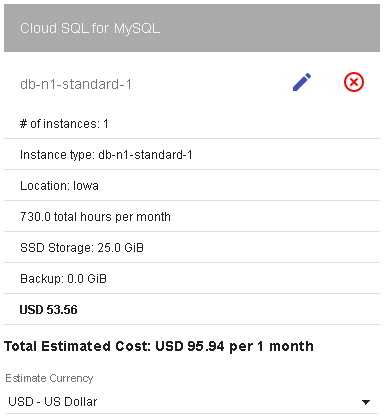 Cloud SQL for MySQL
db-n1-standard-1
# of instances: 1
Instance type: db-n1-standard-1
Location: Iowa
730.0 total hours per month
SSD Storage: 25.0 GiB
Backup: 0.0 GiB
USD 53.56
Total Estimated Cost: USD 95.94 per 1 month
Estimate Currency
USD - US Dollar